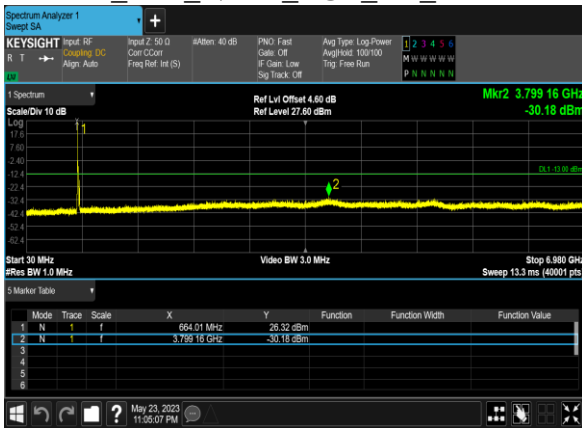 Spectrum Analyzer 1
Swept SA
KEYSIGHT
R T
LV
Input: RF
Coupling: DC
Align: Auto
Input Z: 50 Ω
Corr CCorr
Freq Ref: Int (S)
#Atten: 40 dB
PNO: Fast
Gate: Off
IF Gain: Low
Sig Track: Off
Avg Type: Log-Power
Avg|Hold: 100/100
Trig: Free Run
1 2 3 4 5 6
M W W W W W
P N N N N N
1 Spectrum
Scale/Div 10 dB
Ref Lvl Offset 4.60 dB
Ref Level 27.60 dBm
Mkr2 3.799 16 GHz
-30.18 dBm
Log
17.6
7.60
-2.40
-12.4
-22.4
-32.4
-42.4
-52.4
-62.4
1
2
DL1 -13.00 dBm
Start 30 MHz
#Res BW 1.0 MHz
Video BW 3.0 MHz
Stop 6.980 GHz
Sweep 13.3 ms (40001 pts)
5 Marker Table
Mode Trace Scale X Y Function Function Width Function Value
1 N 1 f 664.01 MHz 26.32 dBm
2 N 1 f 3.799 16 GHz -30.18 dBm
3
4
5
6
May 23, 2023
11:05:07 PM